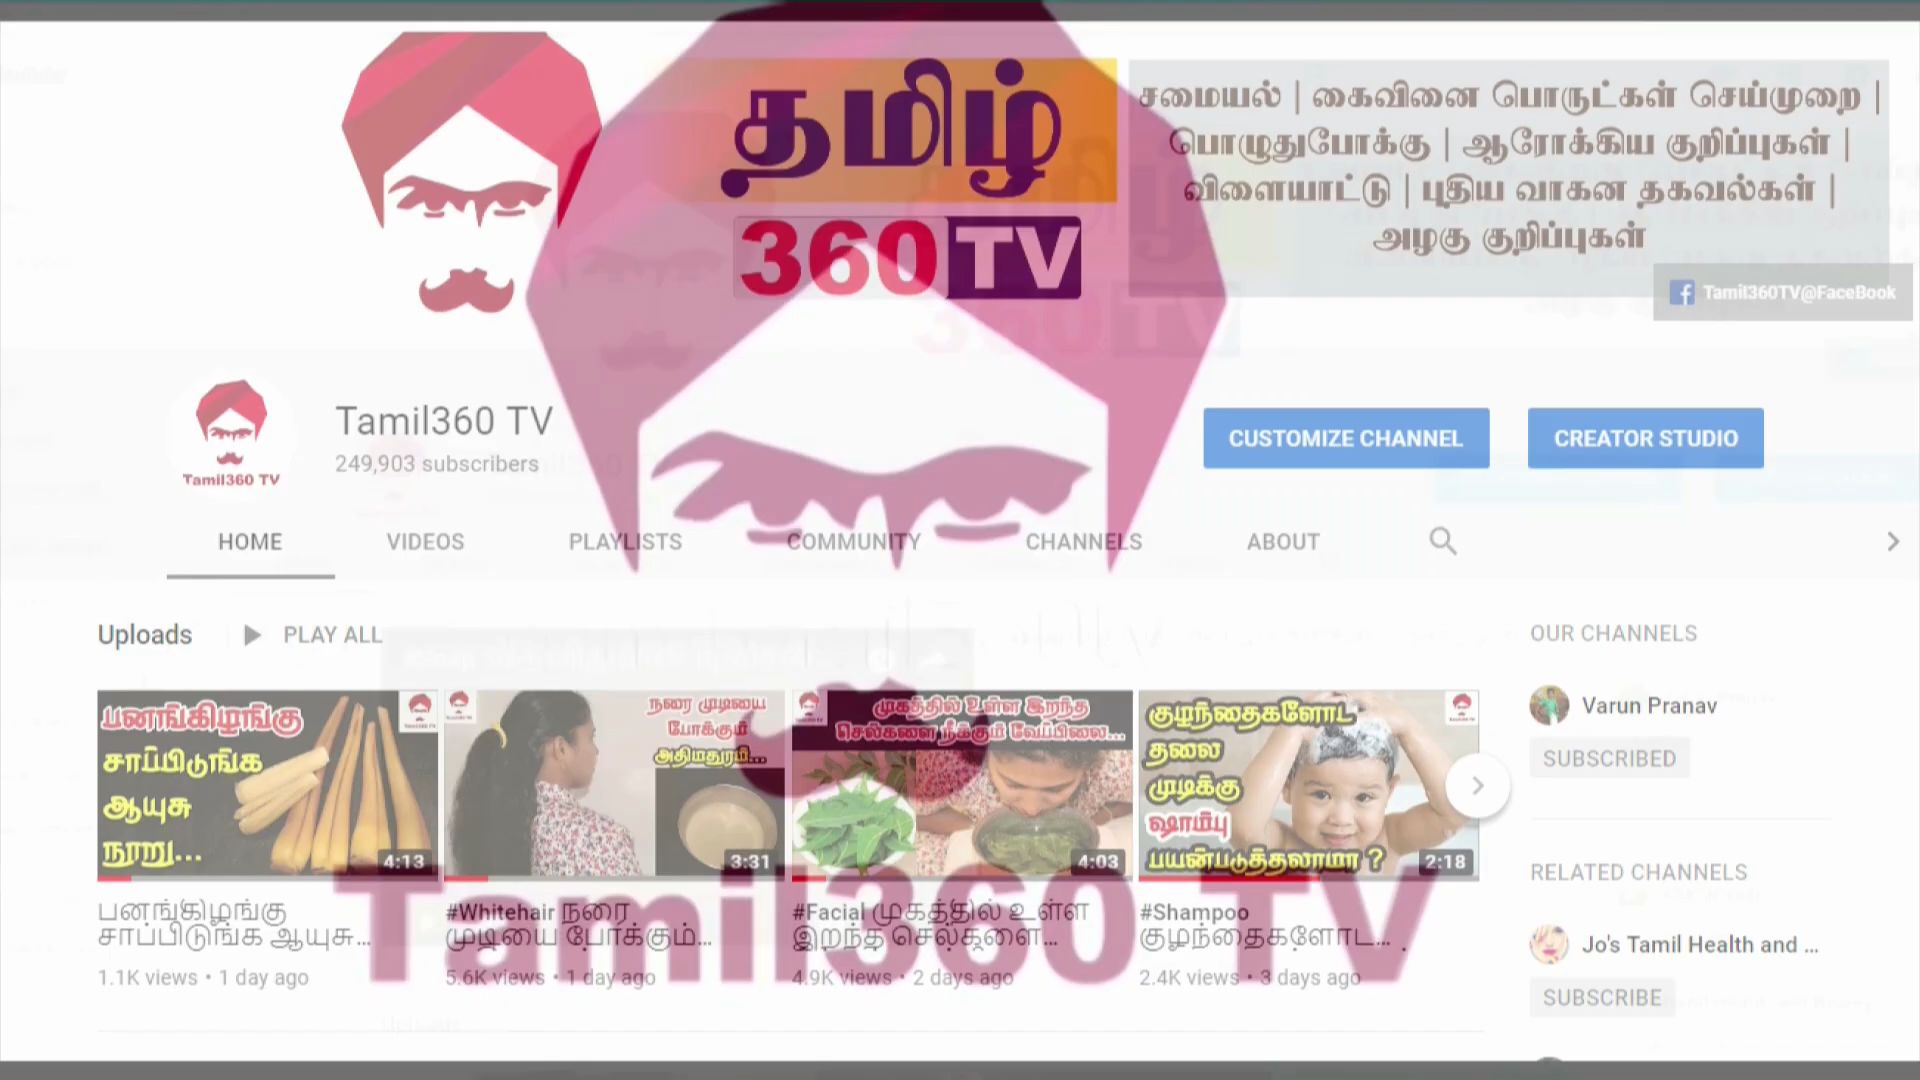 தமிழ்
360TV
சமையல் | கைவினை பொருட்கள் செய்முறை |
பொழுதுபோக்கு | ஆரோக்கிய குறிப்புகள் |
விளையாட்டு | புதிய வாகன தகவல்கள் |
அழகு குறிப்புகள்
Tamil360TV@FaceBook
Tamil360 TV
Tamil360 TV
249,903 subscribers
CUSTOMIZE CHANNEL
CREATOR STUDIO
HOME
VIDEOS
PLAYLISTS
COMMUNITY
CHANNELS
ABOUT
Uploads
PLAY ALL
பனங்கிழங்கு
சாப்பிடுங்க
ஆயுசு
நூறு...
4:13
நரை முடியை
போக்கும்
அதிமதுரம்...
3:31
முகத்தில் உள்ள இறந்த
செல்களை நீக்கும் வேப்பிலை...
4:03
குழந்தைகளோட
தலை
முடிக்கு
ஷாம்பு
பயன்படுத்தலாமா ?
2:18
பனங்கிழங்கு
சாப்பிடுங்க ஆயுசு...
1.1K views • 1 day ago
#Whitehair நரை
முடியை போக்கும்...
5.6K views • 1 day ago
#Facial முகத்தில் உள்ள
இறந்த செல்களை...
4.9K views • 2 days ago
#Shampoo
குழந்தைகளோட...
2.4K views • 3 days ago
Tamil360 TV
OUR CHANNELS
Varun Pranav
SUBSCRIBED
RELATED CHANNELS
Jo's Tamil Health and ...
SUBSCRIBE